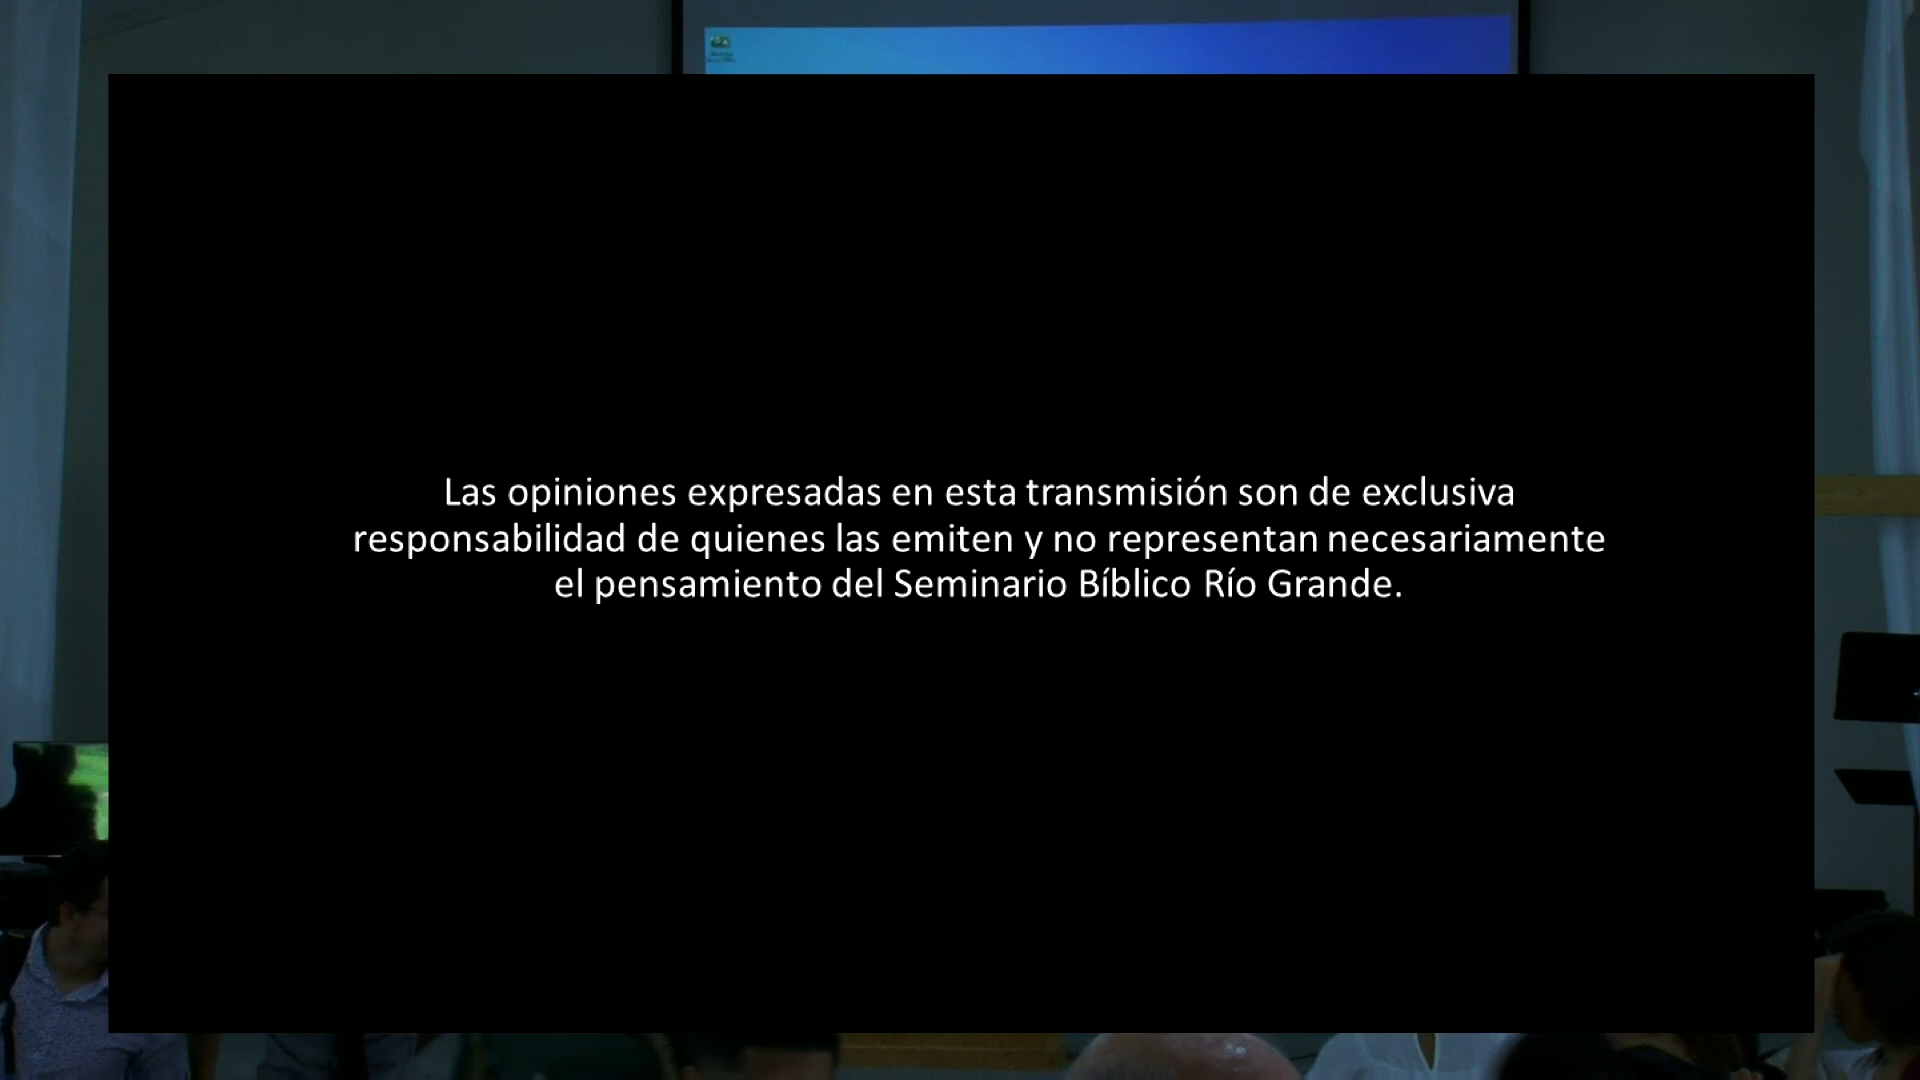 Las opiniones expresadas en esta transmisión son de exclusiva
responsabilidad de quienes las emiten y no representan necesariamente
el pensamiento del Seminario Bíblico Río Grande.